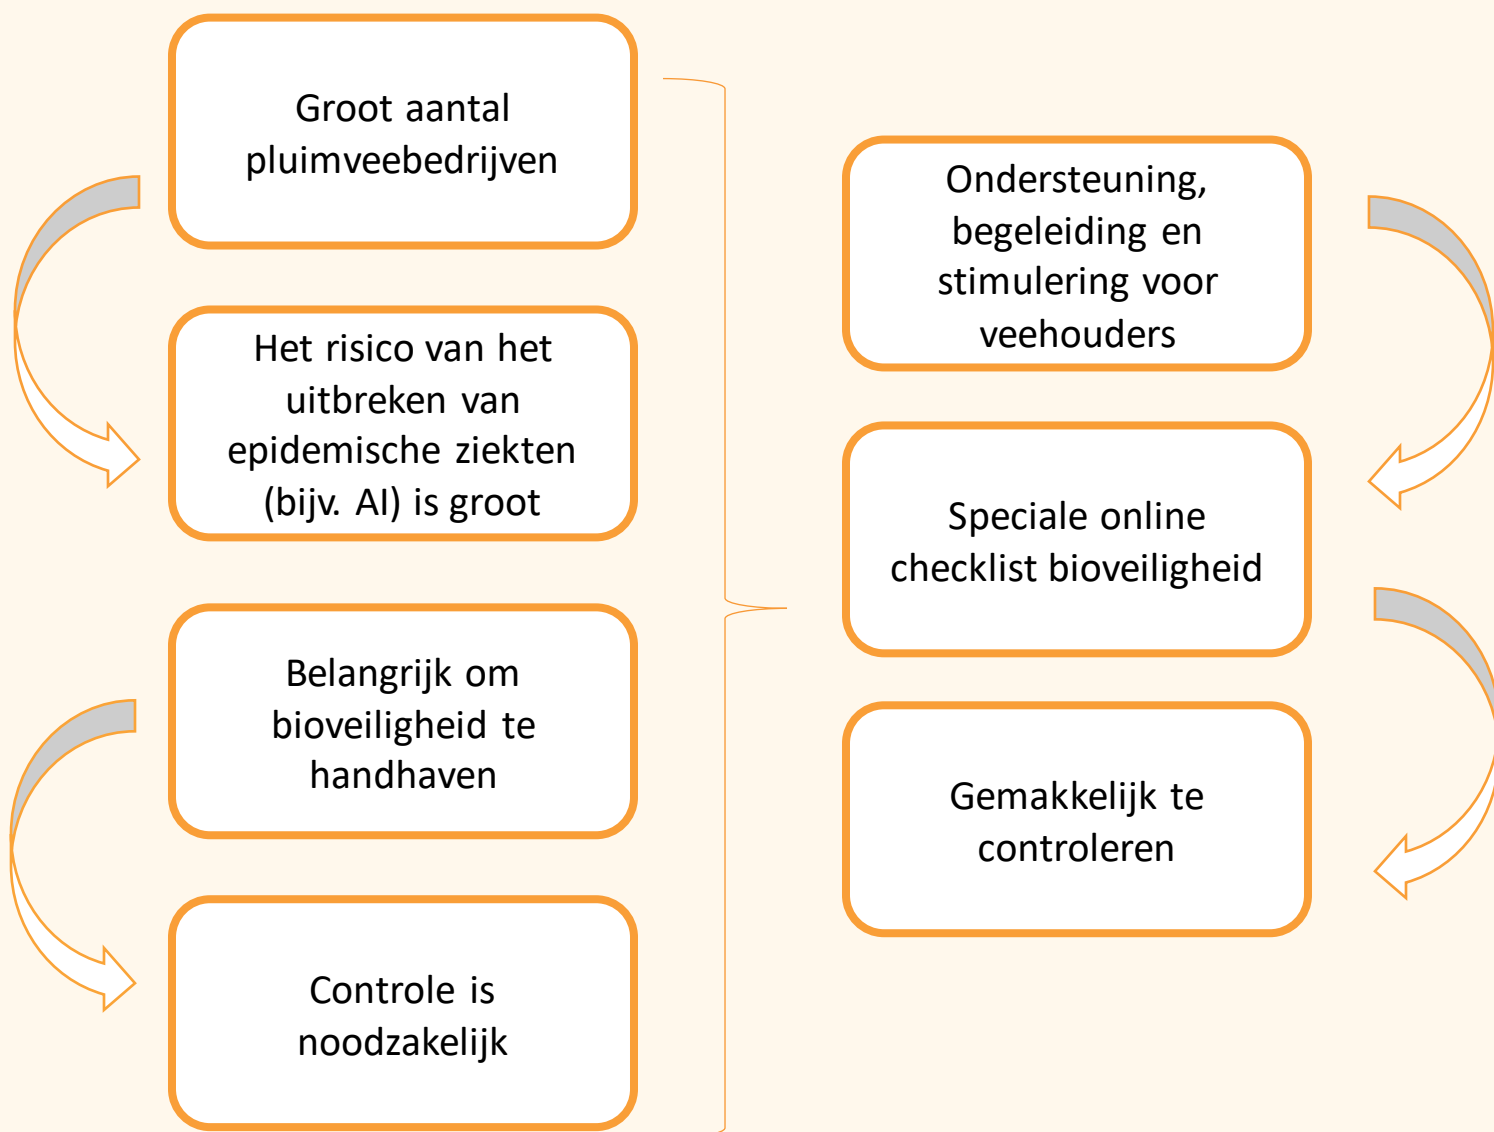 Groot aantal
pluimveebedrijven
Het risico van het
uitbreken van
epidemische ziekten
(bijv. AI) is groot
Belangrijk om
bioveiligheid te
handhaven
Controle is
noodzakelijk
Ondersteuning,
begeleiding en
stimulering voor
veehouders
Speciale online
checklist bioveiligheid
Gemakkelijk te
controleren